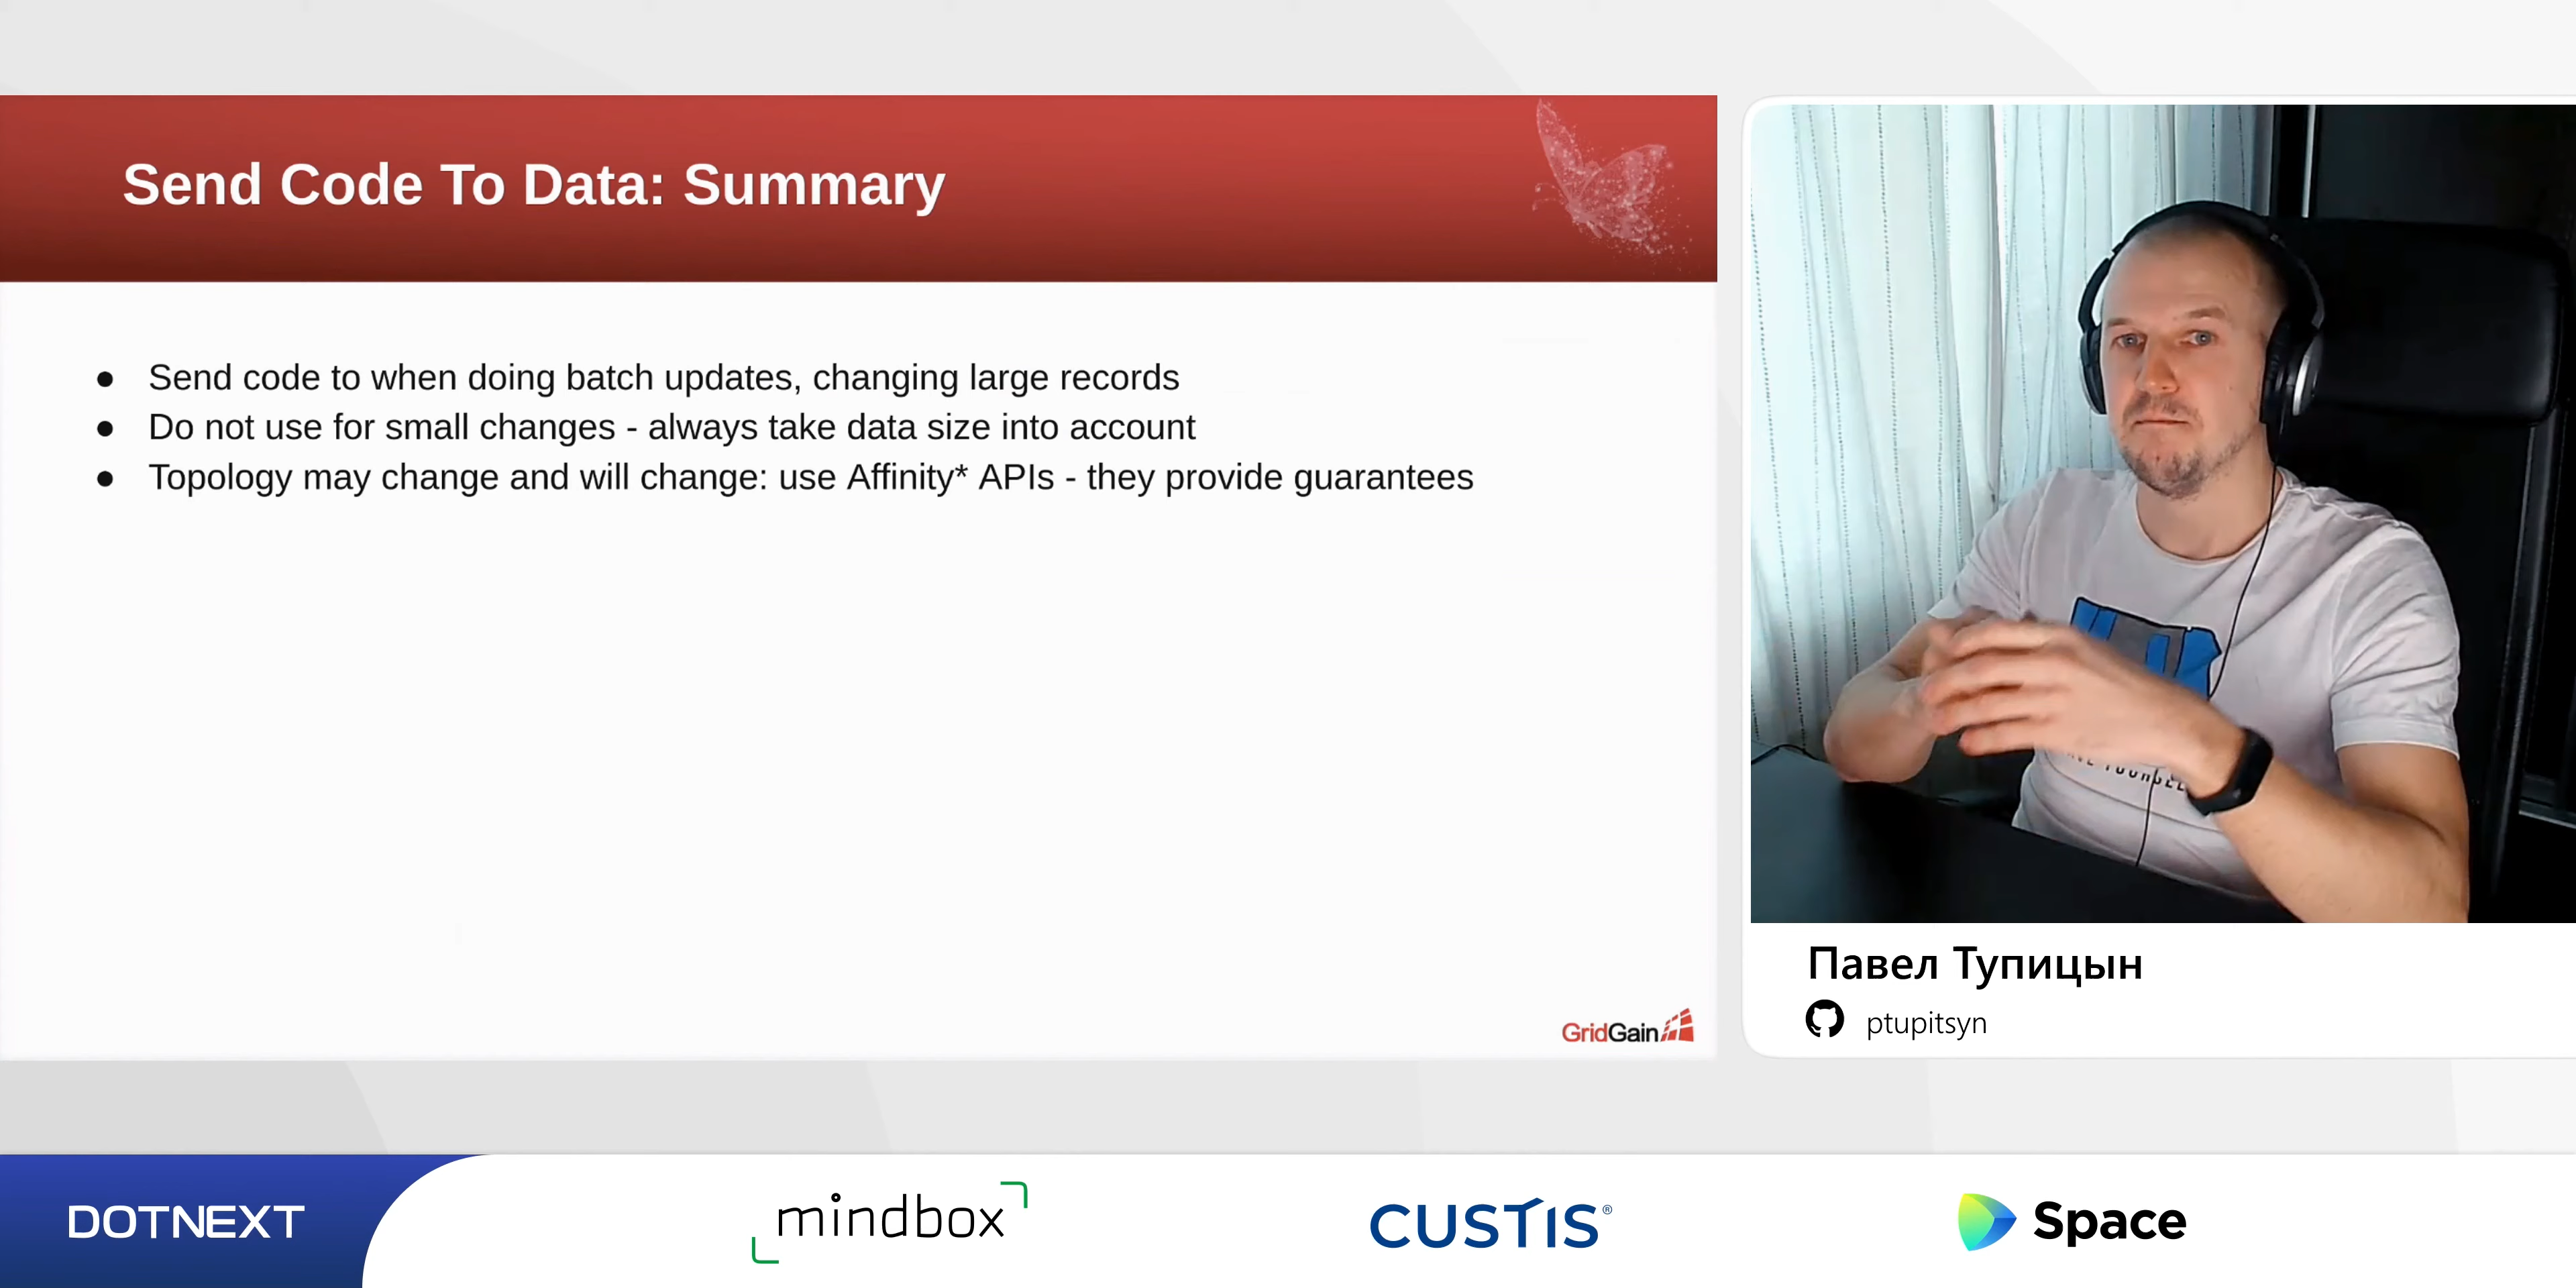 Send Code To Data: Summary
● Send code to when doing batch updates, changing large records
● Do not use for small changes - always take data size into account
● Topology may change and will change: use Affinity* APIs - they provide guarantees
GridGain
Павел Тупицын
ptupitsyn
DOTNEXT
mindbox
CUSTIS®
Space